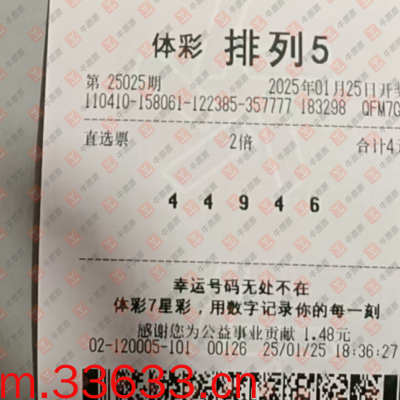 体彩 排列5
第 25025期 2025年01月25日开奖
110410-158061-122385-357777 183298 QFM7G
直选票 2倍 合计4元
4 4 9 4 6
幸运号码无处不在
体彩7星彩，用数字记录你的每一刻
感谢您为公益事业贡献 1.48元
02-120005-101 00126 25/01/25 18:36:27
m.33633.cn